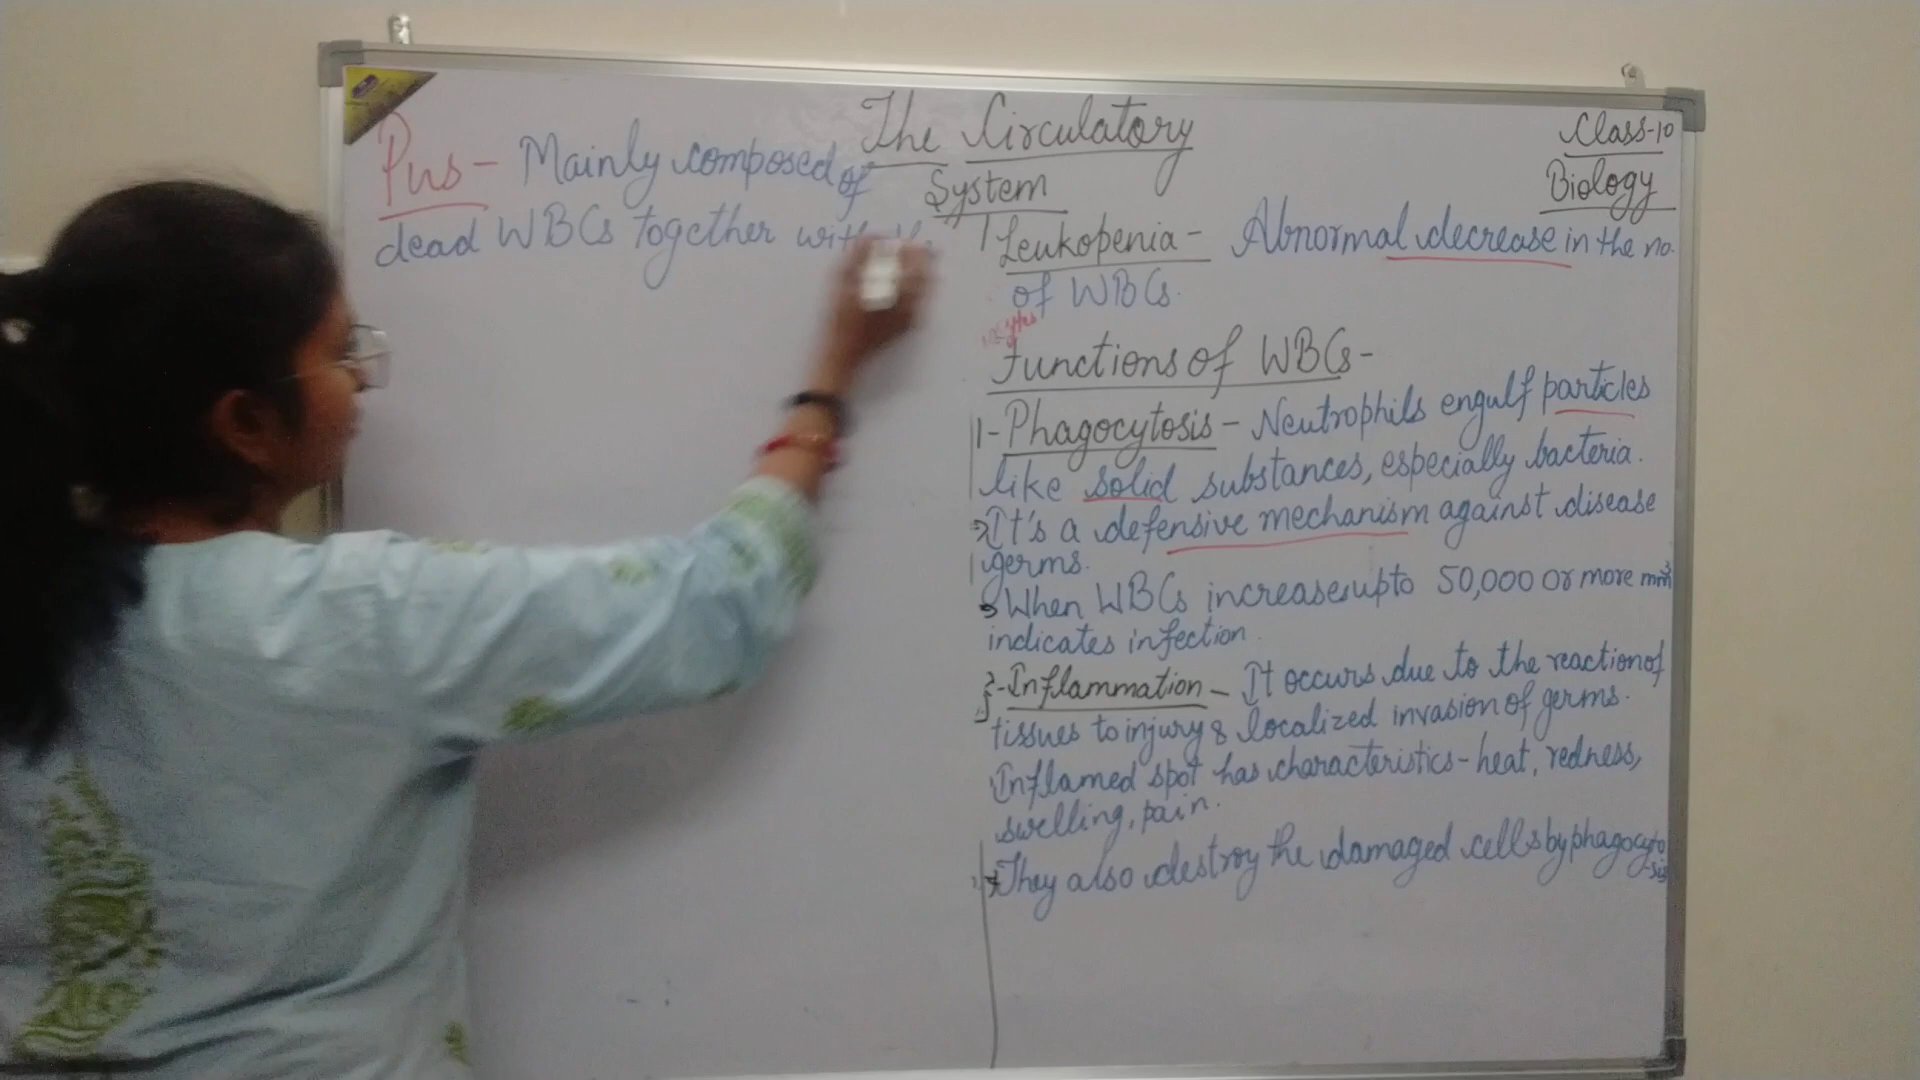 The Circulatory
System
Class-10
Biology
Pus - Mainly composed of
dead WBCs together with
Leukopenia - Abnormal decrease in the no.
of WBCs.
Functions of WBCs-
1- Phagocytosis - Neutrophils engulf particles
like solid substances, especially bacteria.
It's a defensive mechanism against disease
germs.
When WBCs increases upto 50,000 or more mm³
indicates infection.
2- Inflammation - It occurs due to the reaction of
tissues to injury & localized invasion of germs.
Inflamed spot has characteristics - heat, redness,
swelling, pain.
They also destroy the damaged cells by phagocyto
-sis